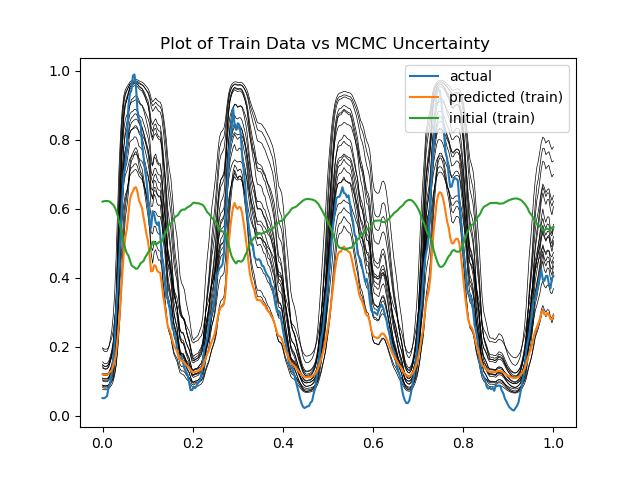 Plot of Train Data vs MCMC Uncertainty
actual
predicted (train)
initial (train)
1.0
0.8
0.6
0.4
0.2
0.0
0.0 0.2 0.4 0.6 0.8 1.0